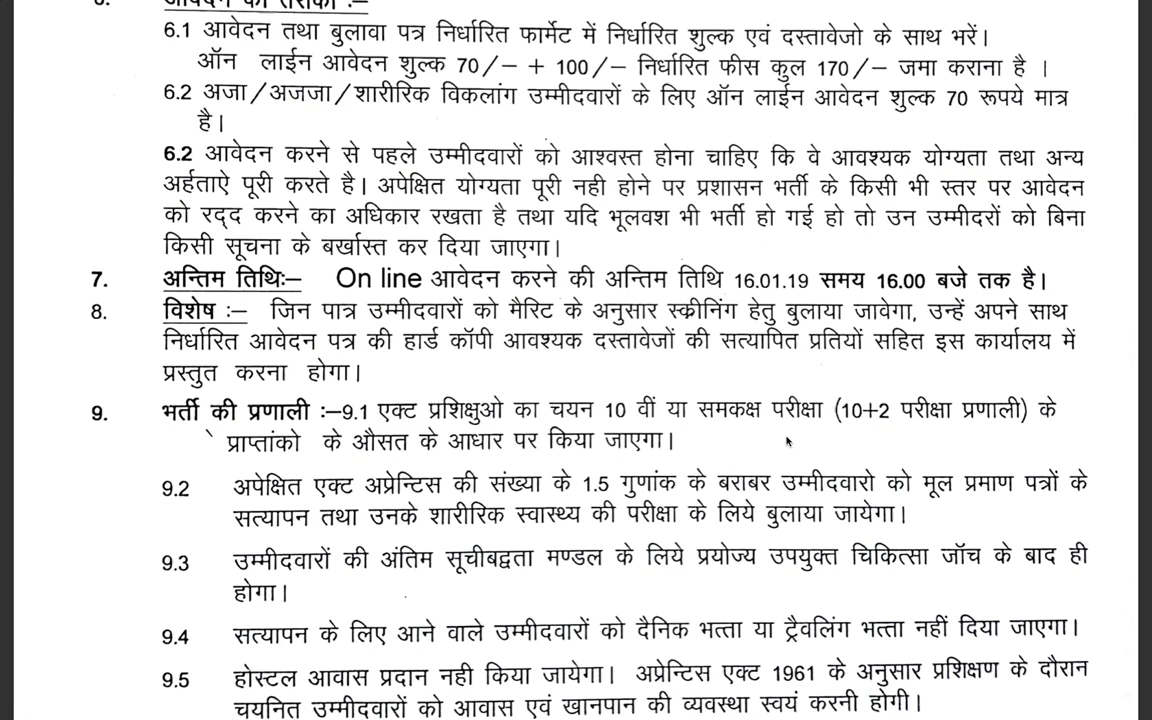 6. आवेदन का तरीका :–
6.1 आवेदन तथा बुलावा पत्र निर्धारित फार्मेट में निर्धारित शुल्क एवं दस्तावेजो के साथ भरें।
ऑन लाईन आवेदन शुल्क 70/– + 100/– निर्धारित फीस कुल 170/– जमा कराना है ।
6.2 अजा/अजजा/शारीरिक विकलांग उम्मीदवारों के लिए ऑन लाईन आवेदन शुल्क 70 रूपये मात्र
है।
6.2 आवेदन करने से पहले उम्मीदवारों को आश्वस्त होना चाहिए कि वे आवश्यक योग्यता तथा अन्य
अर्हताऐ पूरी करते है। अपेक्षित योग्यता पूरी नही होने पर प्रशासन भर्ती के किसी भी स्तर पर आवेदन
को रद्द करने का अधिकार रखता है तथा यदि भूलवश भी भर्ती हो गई हो तो उन उम्मीदरों को बिना
किसी सूचना के बर्खास्त कर दिया जाएगा।
7. अन्तिम तिथिः– On line आवेदन करने की अन्तिम तिथि 16.01.19 समय 16.00 बजे तक है।
8. विशेष :– जिन पात्र उम्मीदवारों को मैरिट के अनुसार स्क्रीनिंग हेतु बुलाया जावेगा, उन्हें अपने साथ
निर्धारित आवेदन पत्र की हार्ड कॉपी आवश्यक दस्तावेजों की सत्यापित प्रतियों सहित इस कार्यालय में
प्रस्तुत करना होगा।
9. भर्ती की प्रणाली :–9.1 एक्ट प्रशिक्षुओ का चयन 10 वीं या समकक्ष परीक्षा (10+2 परीक्षा प्रणाली) के
प्राप्तांको के औसत के आधार पर किया जाएगा।
9.2 अपेक्षित एक्ट अप्रेन्टिस की संख्या के 1.5 गुणांक के बराबर उम्मीदवारो को मूल प्रमाण पत्रों के
सत्यापन तथा उनके शारीरिक स्वास्थ्य की परीक्षा के लिये बुलाया जायेगा।
9.3 उम्मीदवारों की अंतिम सूचीबद्वता मण्डल के लिये प्रयोज्य उपयुक्त चिकित्सा जॉच के बाद ही
होगा।
9.4 सत्यापन के लिए आने वाले उम्मीदवारों को दैनिक भत्ता या ट्रैवलिंग भत्ता नहीं दिया जाएगा।
9.5 होस्टल आवास प्रदान नही किया जायेगा। अप्रेन्टिस एक्ट 1961 के अनुसार प्रशिक्षण के दौरान
चयनित उम्मीदवारों को आवास एवं खानपान की व्यवस्था स्वयं करनी होगी।